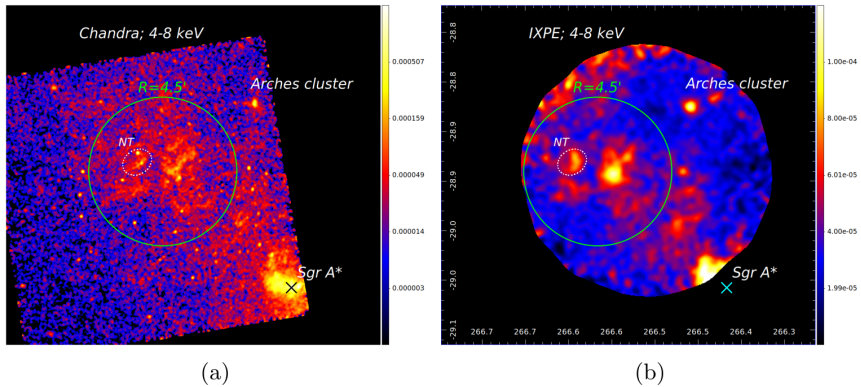 Chandra; 4-8 keV
Arches cluster
R=4.5'
NT
Sgr A*
0.000507
0.000159
0.000049
0.000014
0.000003
(a)
IXPE; 4-8 keV
Arches cluster
R=4.5'
NT
Sgr A*
-28.8
-28.8
-28.9
-28.9
-29.0
-29.0
-29.1
266.7
266.7
266.6
266.6
266.5
266.5
266.4
266.3
1.00e-04
8.01e-05
6.01e-05
4.00e-05
1.99e-05
(b)